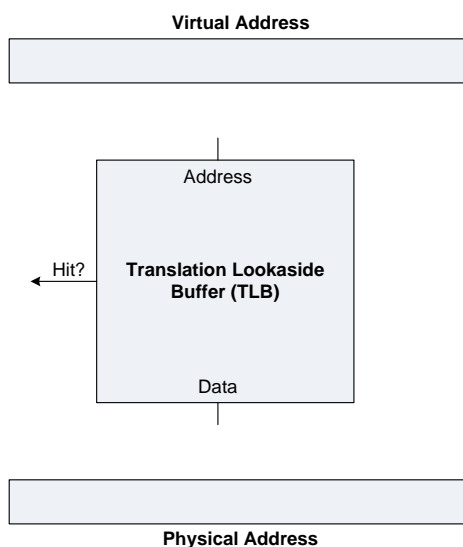 Virtual Address
Address
Hit?
Translation Lookaside
Buffer (TLB)
Data
Physical Address